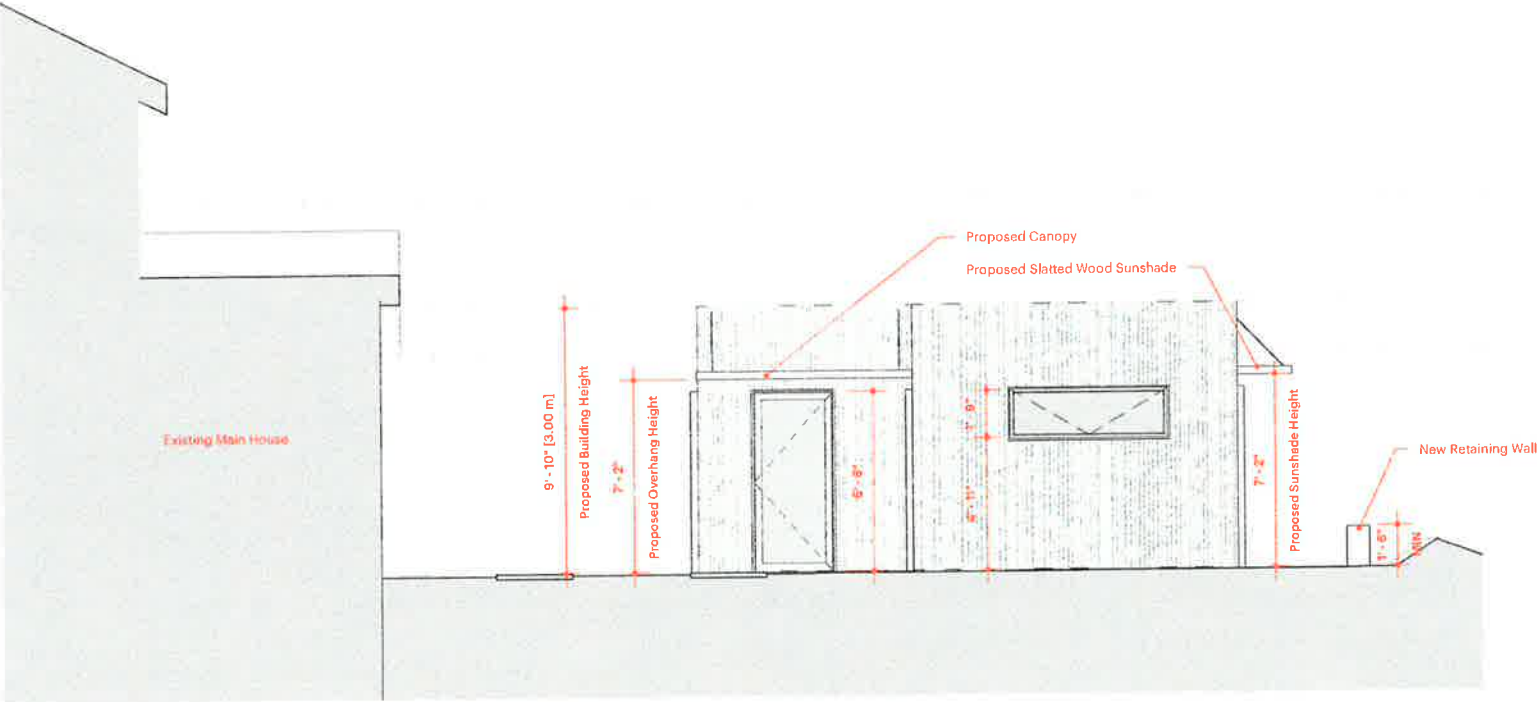 Proposed Canopy
Proposed Slatted Wood Sunshade
Existing Main House
9' - 10" [3.00 m]
Proposed Building Height
7' - 2"
Proposed Overhang Height
6' - 8"
1' 9"
4' - 11"
7' - 2"
Proposed Sunshade Height
New Retaining Wall
1' - 6"
MIN